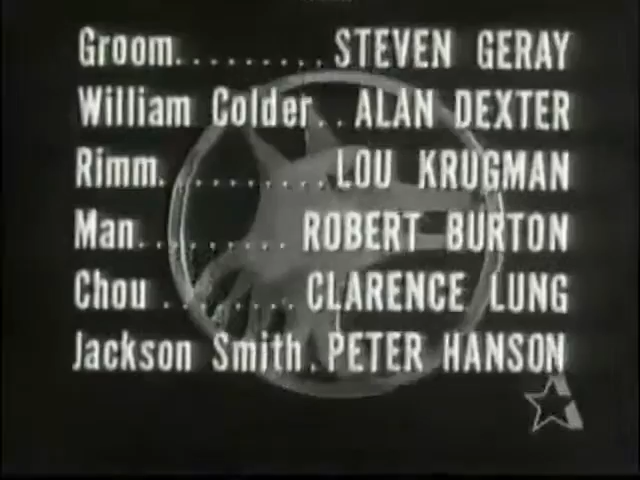 Groom.........STEVEN GERAY
William Colder..ALAN DEXTER
Rimm..........LOU KRUGMAN
Man..........ROBERT BURTON
Chou ........CLARENCE LUNG
Jackson Smith.PETER HANSON